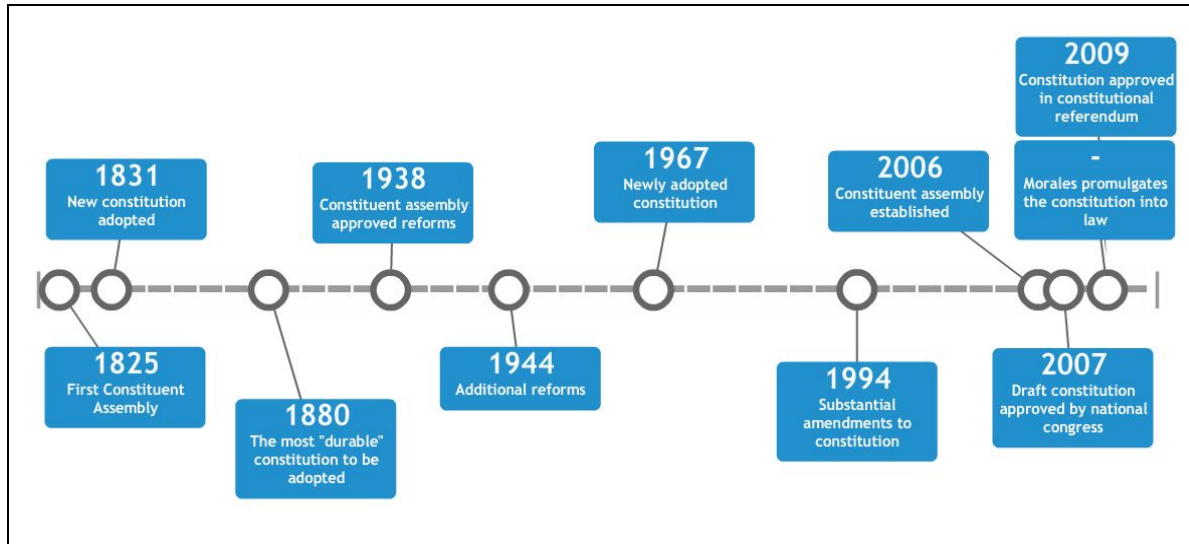 1825
First Constituent
Assembly
1831
New constitution
adopted
1880
The most "durable"
constitution to be
adopted
1938
Constituent assembly
approved reforms
1944
Additional reforms
1967
Newly adopted
constitution
1994
Substantial
amendments to
constitution
2006
Constituent assembly
established
2007
Draft constitution
approved by national
congress
2009
Constitution approved
in constitutional
referendum
-
Morales promulgates
the constitution into
law